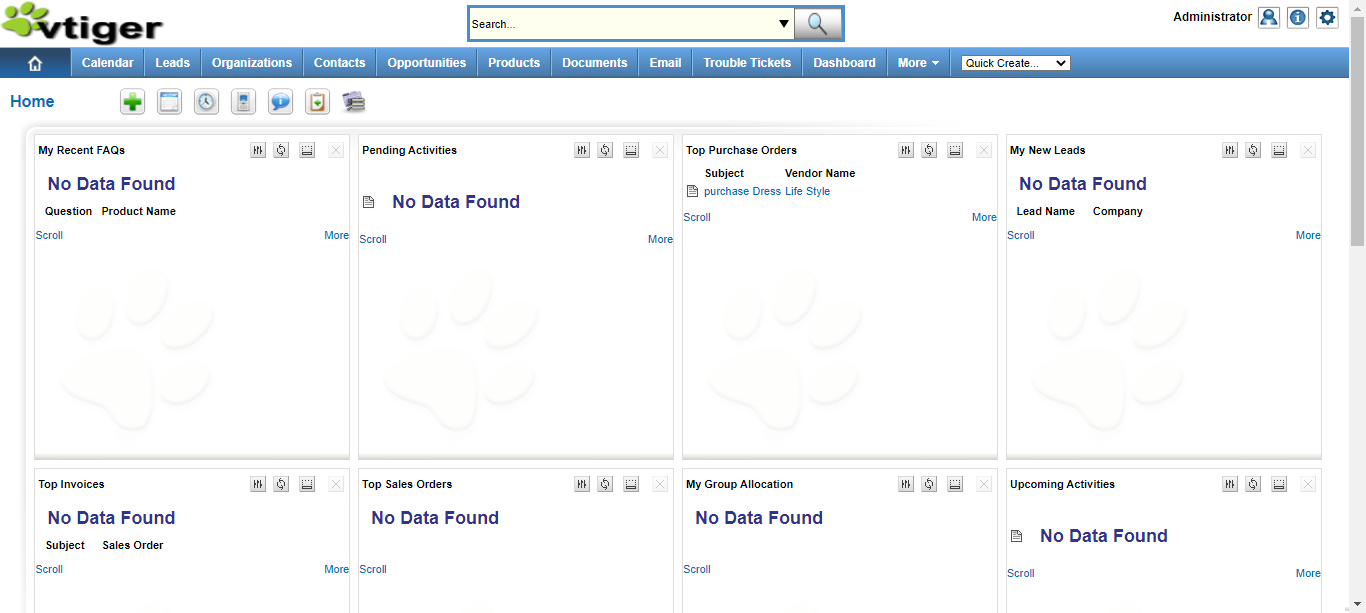 vtiger
Search...
Administrator
Calendar Leads Organizations Contacts Opportunities Products Documents Email Trouble Tickets Dashboard More Quick Create...
Home
My Recent FAQs
No Data Found
Question Product Name
Scroll More
Pending Activities
No Data Found
Scroll More
Top Purchase Orders
Subject Vendor Name
purchase Dress Life Style
Scroll More
My New Leads
No Data Found
Lead Name Company
Scroll More
Top Invoices
No Data Found
Subject Sales Order
Scroll More
Top Sales Orders
No Data Found
Scroll
My Group Allocation
No Data Found
Scroll
Upcoming Activities
No Data Found
Scroll More